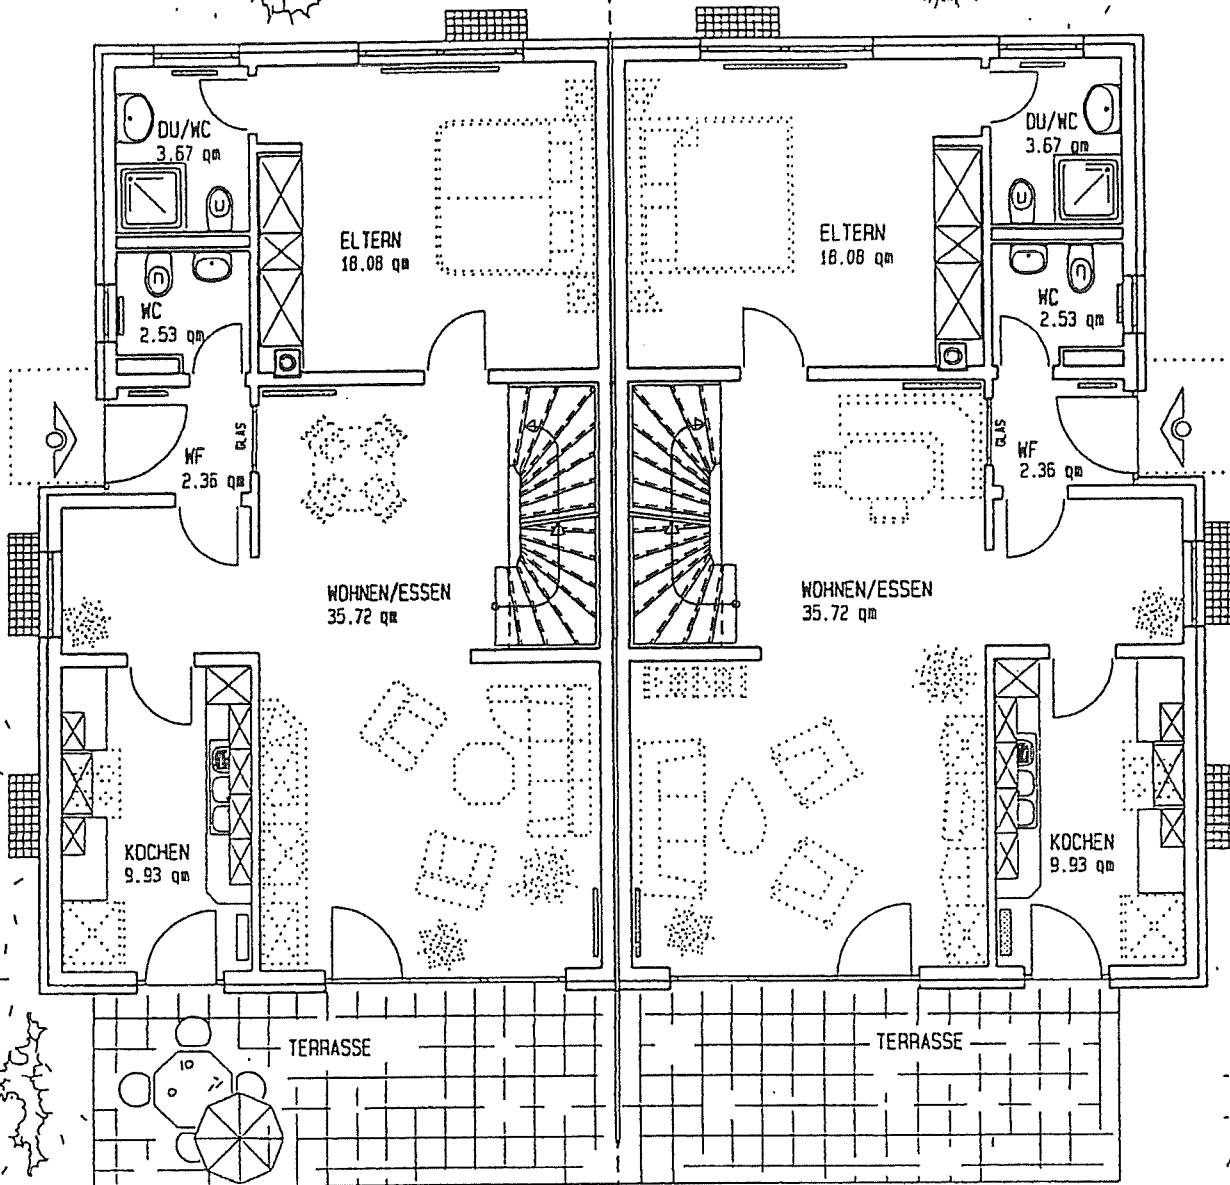 DU/WC
3.67 qm
DU/WC
3.67 qm
ELTERN
18.08 qm
ELTERN
18.08 qm
WC
2.53 qm
WC
2.53 qm
GLAS
GLAS
WF
2.36 qm
WF
2.36 qm
WOHNEN/ESSEN
35.72 qm
WOHNEN/ESSEN
35.72 qm
KOCHEN
9.93 qm
KOCHEN
9.93 qm
TERRASSE
TERRASSE